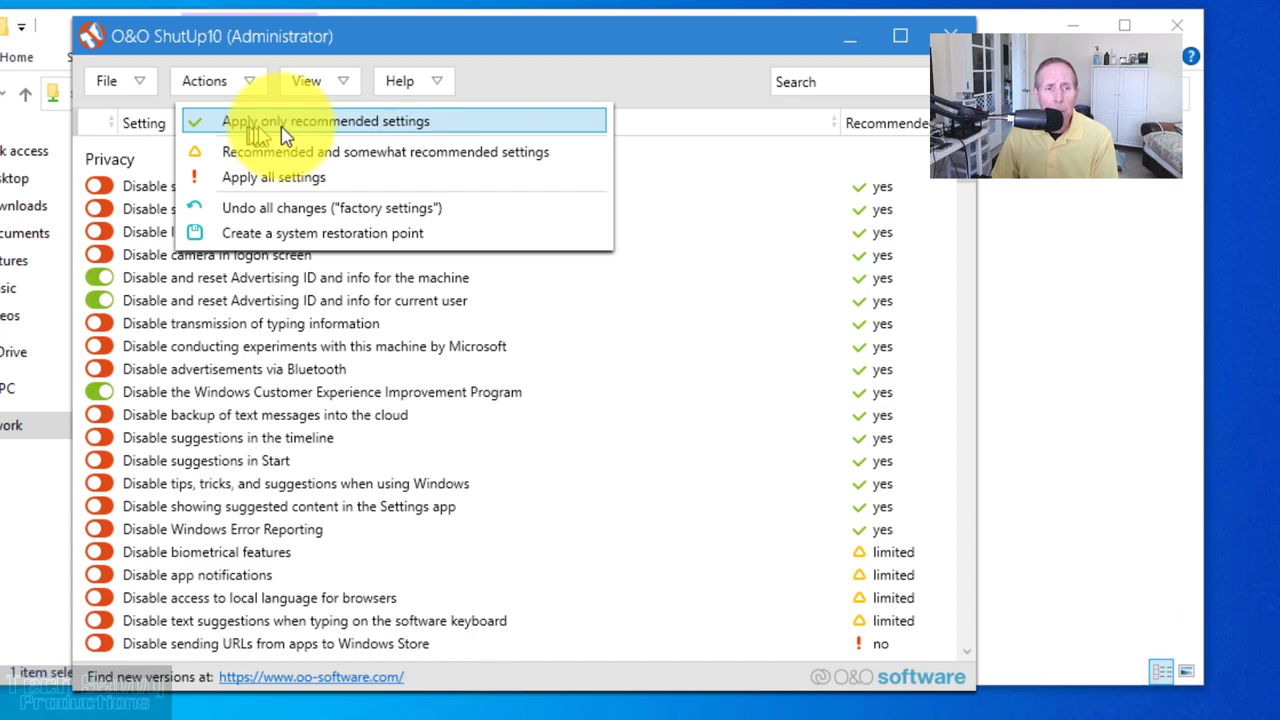 O&O ShutUp10 (Administrator)
Home
File
Actions
View
Help
Search
Setting
Recommende
Apply only recommended settings
Recommended and somewhat recommended settings
Apply all settings
Undo all changes ("factory settings")
Create a system restoration point
Privacy
Disable s yes
Disable s yes
Disable l yes
Disable camera in logon screen yes
Disable and reset Advertising ID and info for the machine yes
Disable and reset Advertising ID and info for current user yes
Disable transmission of typing information yes
Disable conducting experiments with this machine by Microsoft yes
Disable advertisements via Bluetooth yes
Disable the Windows Customer Experience Improvement Program yes
Disable backup of text messages into the cloud yes
Disable suggestions in the timeline yes
Disable suggestions in Start yes
Disable tips, tricks, and suggestions when using Windows yes
Disable showing suggested content in the Settings app yes
Disable Windows Error Reporting yes
Disable biometrical features limited
Disable app notifications limited
Disable access to local language for browsers limited
Disable text suggestions when typing on the software keyboard limited
Disable sending URLs from apps to Windows Store no
Find new versions at: https://www.oo-software.com/
O&O software
ck access
sktop
wnloads
cuments
tures
sic
eos
Drive
PC
work
1 item sele
Tech Savvy
Productions